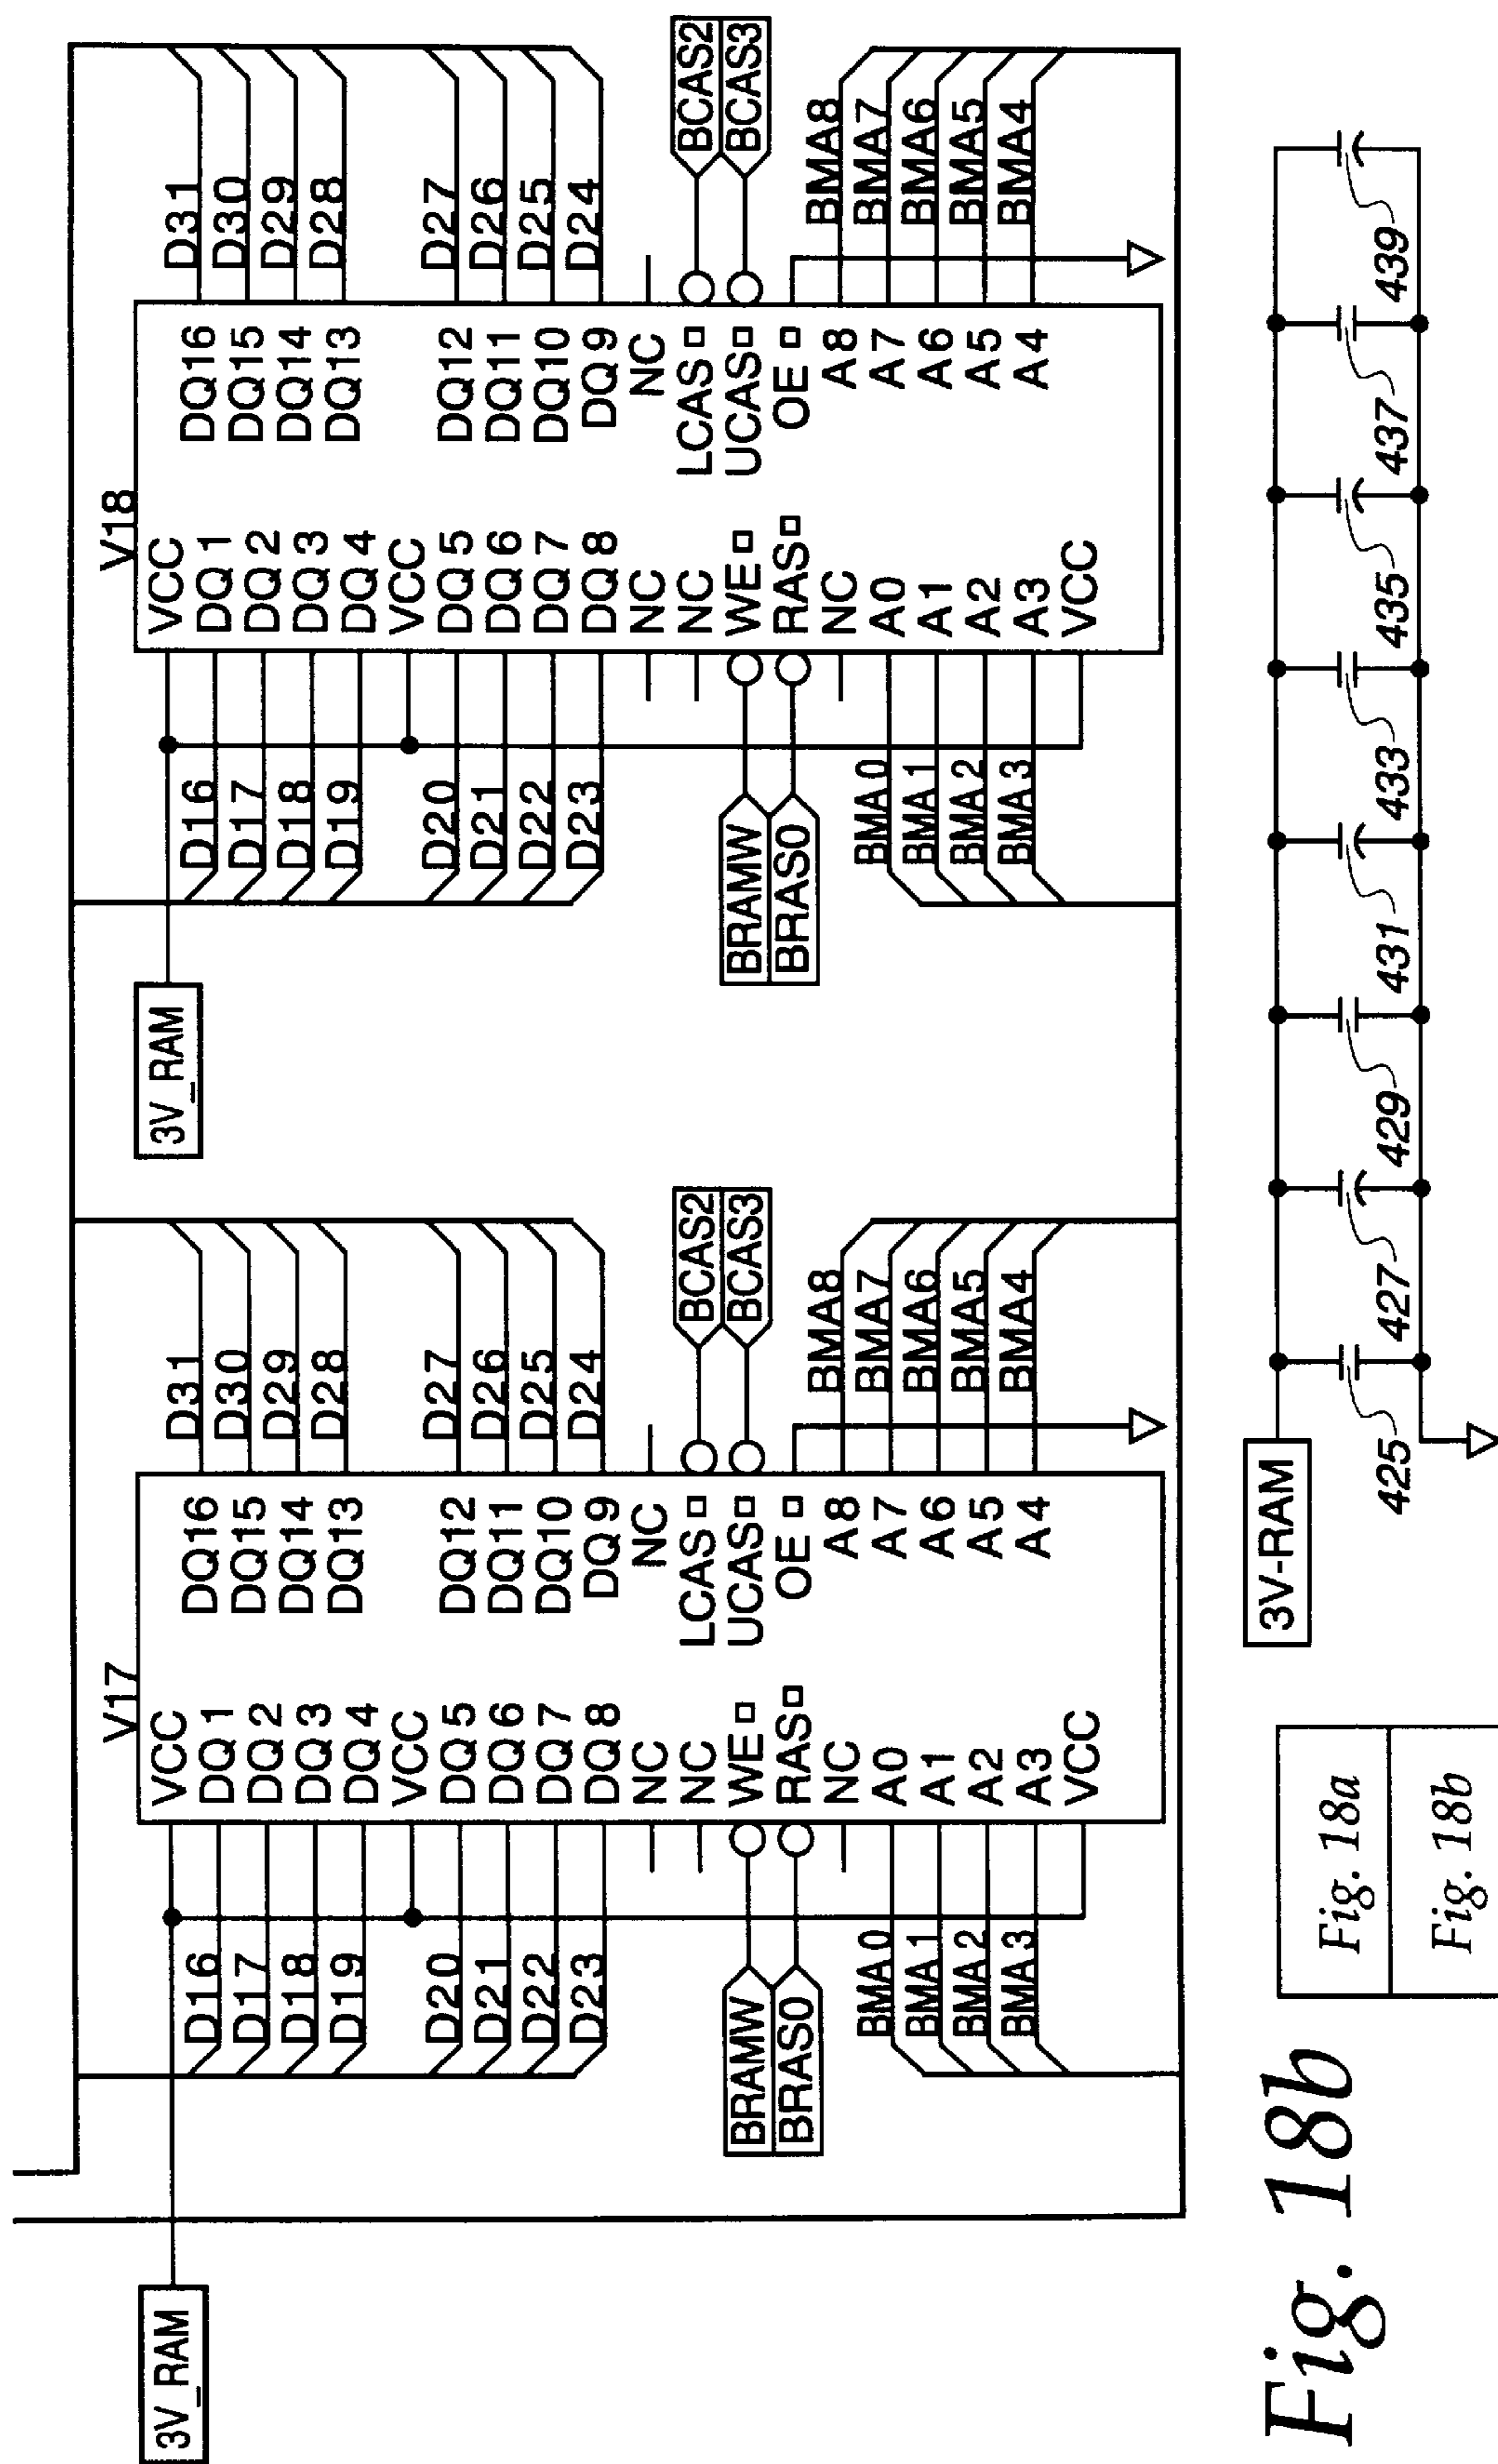 V17
3V_RAM
VCC
D16 DQ1 DQ16 D31
D17 DQ2 DQ15 D30
D18 DQ3 DQ14 D29
D19 DQ4 DQ13 D28
VCC
D20 DQ5 DQ12 D27
D21 DQ6 DQ11 D26
D22 DQ7 DQ10 D25
D23 DQ8 DQ9 D24
NC NC
NC LCAS BCAS2
BRAMW WE UCAS BCAS3
BRAS0 RAS OE
NC A8 BMA8
BMA0 A0 A7 BMA7
BMA1 A1 A6 BMA6
BMA2 A2 A5 BMA5
BMA3 A3 A4 BMA4
VCC
V18
3V_RAM
VCC
D16 DQ1 DQ16 D31
D17 DQ2 DQ15 D30
D18 DQ3 DQ14 D29
D19 DQ4 DQ13 D28
VCC
D20 DQ5 DQ12 D27
D21 DQ6 DQ11 D26
D22 DQ7 DQ10 D25
D23 DQ8 DQ9 D24
NC NC
NC LCAS BCAS2
BRAMW WE UCAS BCAS3
BRAS0 RAS OE
NC A8 BMA8
BMA0 A0 A7 BMA7
BMA1 A1 A6 BMA6
BMA2 A2 A5 BMA5
BMA3 A3 A4 BMA4
VCC
3V-RAM
425 427 429 431 433 435 437 439
Fig. 18b
Fig. 18a
Fig. 18b